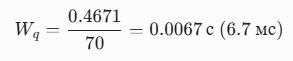 W_q = 0.4671 / 70 = 0.0067 с (6.7 мс)